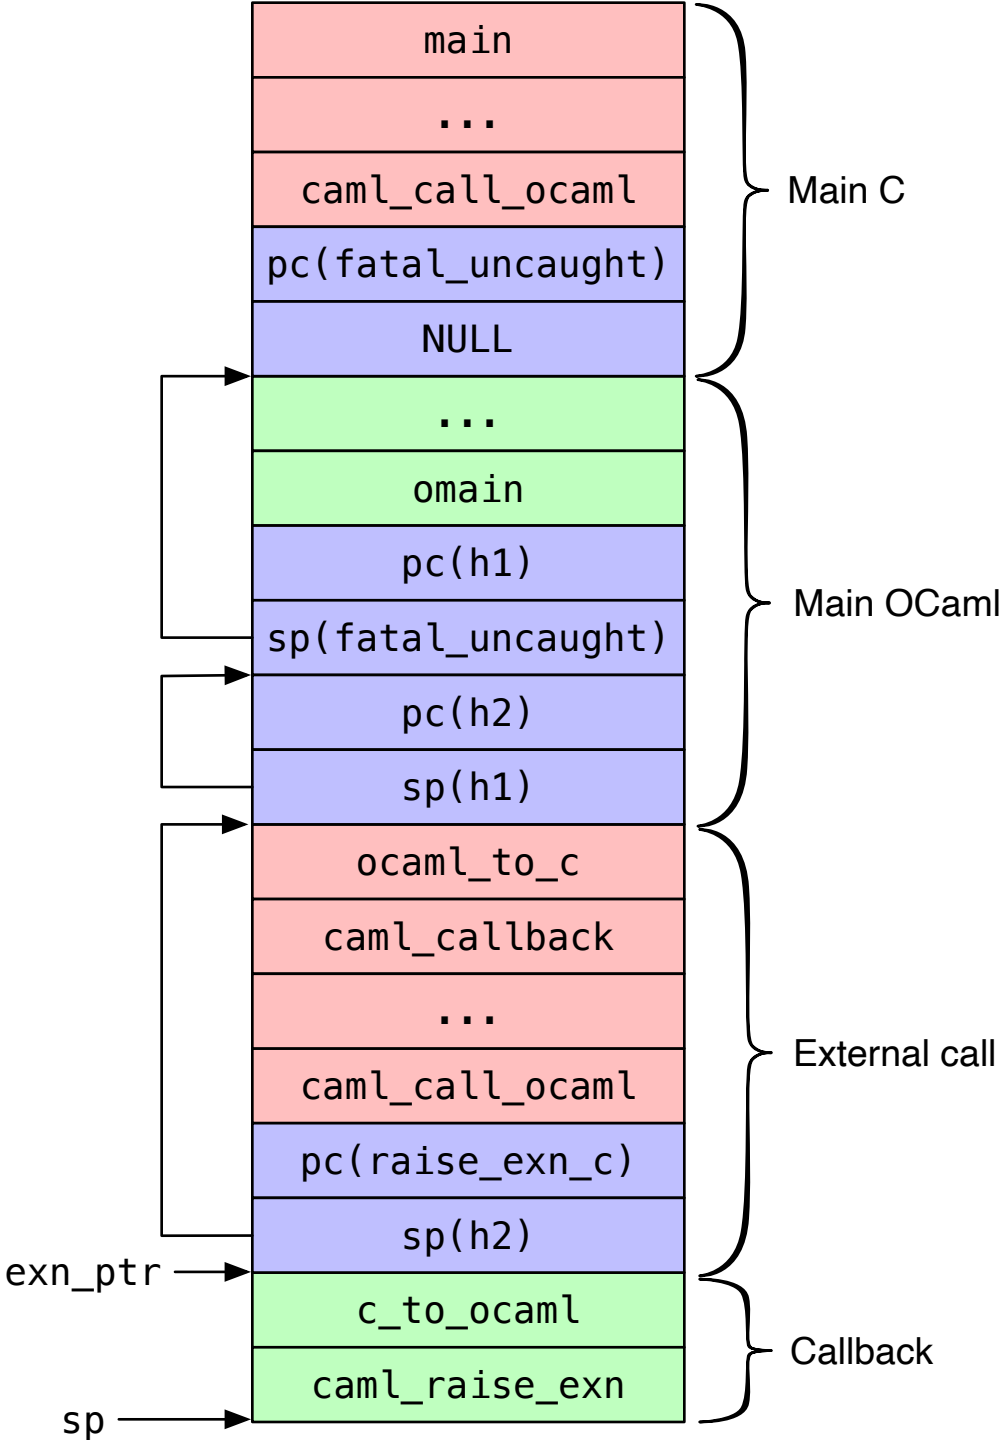 main
...
caml_call_ocaml
Main C
pc(fatal_uncaught)
NULL
...
omain
pc(h1)
Main OCaml
sp(fatal_uncaught)
pc(h2)
sp(h1)
ocaml_to_c
caml_callback
...
External call
caml_call_ocaml
pc(raise_exn_c)
sp(h2)
exn_ptr
c_to_ocaml
Callback
caml_raise_exn
sp